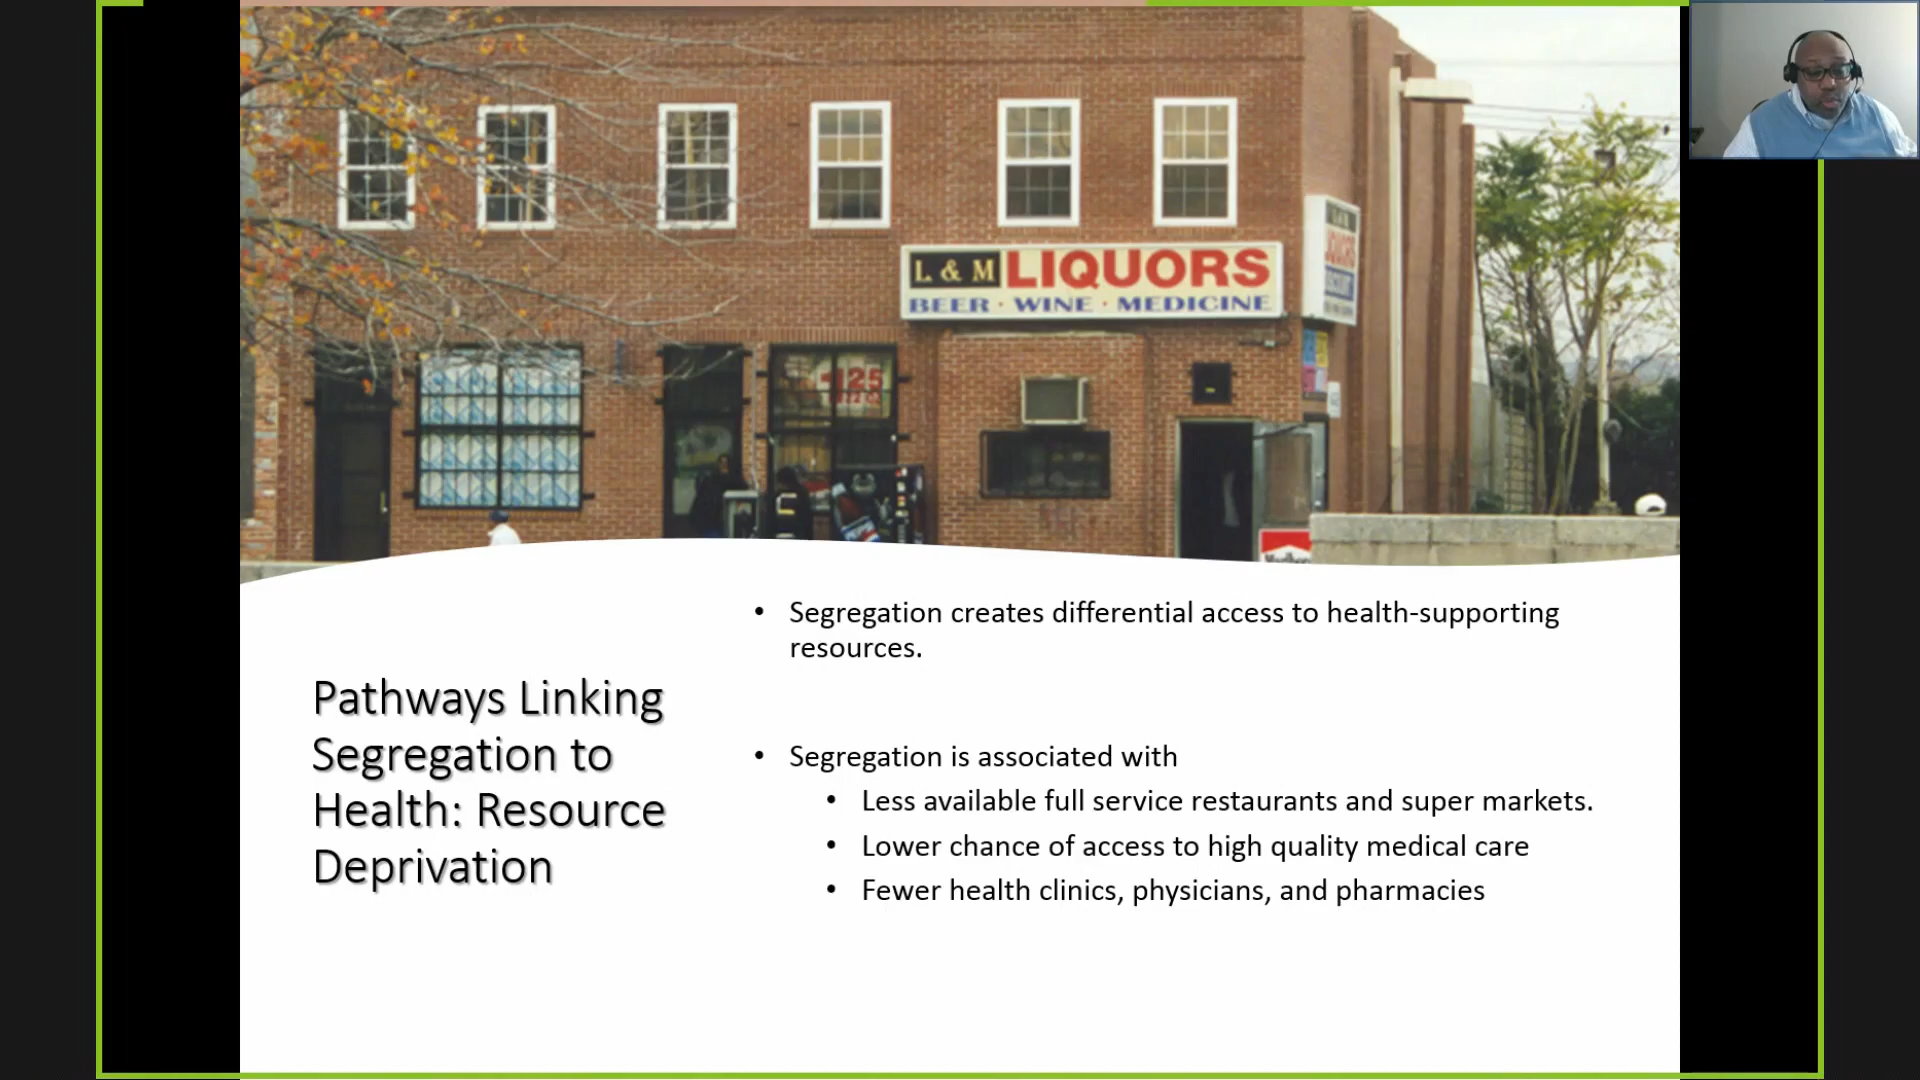 L & M LIQUORS
BEER · WINE · MEDICINE
125
Pathways Linking
Segregation to
Health: Resource
Deprivation
• Segregation creates differential access to health-supporting
resources.
• Segregation is associated with
• Less available full service restaurants and super markets.
• Lower chance of access to high quality medical care
• Fewer health clinics, physicians, and pharmacies